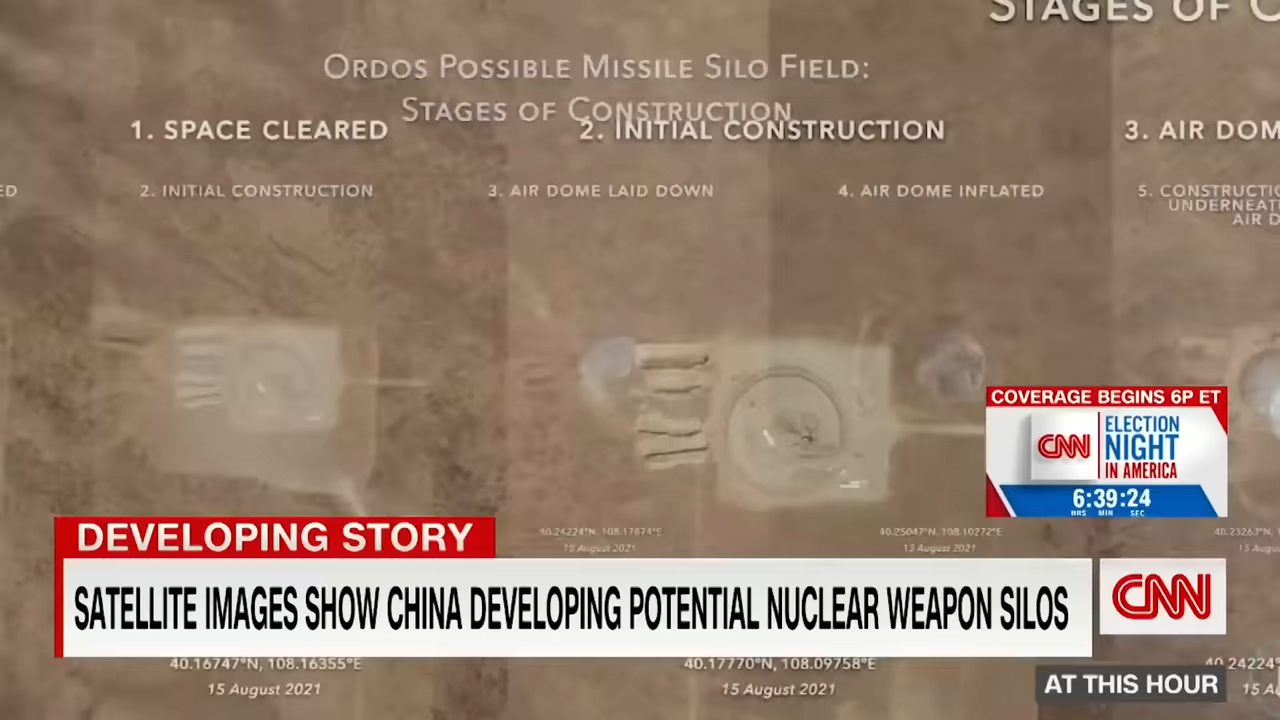 STAGES OF
ORDOS POSSIBLE MISSILE SILO FIELD:
STAGES OF CONSTRUCTION
1. SPACE CLEARED
2. INITIAL CONSTRUCTION
3. AIR DOM
ED
2. INITIAL CONSTRUCTION
3. AIR DOME LAID DOWN
4. AIR DOME INFLATED
5. CONSTRUCTI
UNDERNEAT
AIR D
COVERAGE BEGINS 6P ET
CNN
ELECTION
NIGHT
IN AMERICA
6:39:24
HRS MIN SEC
DEVELOPING STORY
40.24224°N, 108.17874°E
15 August 2021
40.25047°N, 108.10272°E
13 August 2021
40.23263°N,
15 Augu
SATELLITE IMAGES SHOW CHINA DEVELOPING POTENTIAL NUCLEAR WEAPON SILOS
CNN
40.16747°N, 108.16355°E
15 August 2021
40.17770°N, 108.09758°E
15 August 2021
40.24224°
15 A
AT THIS HOUR